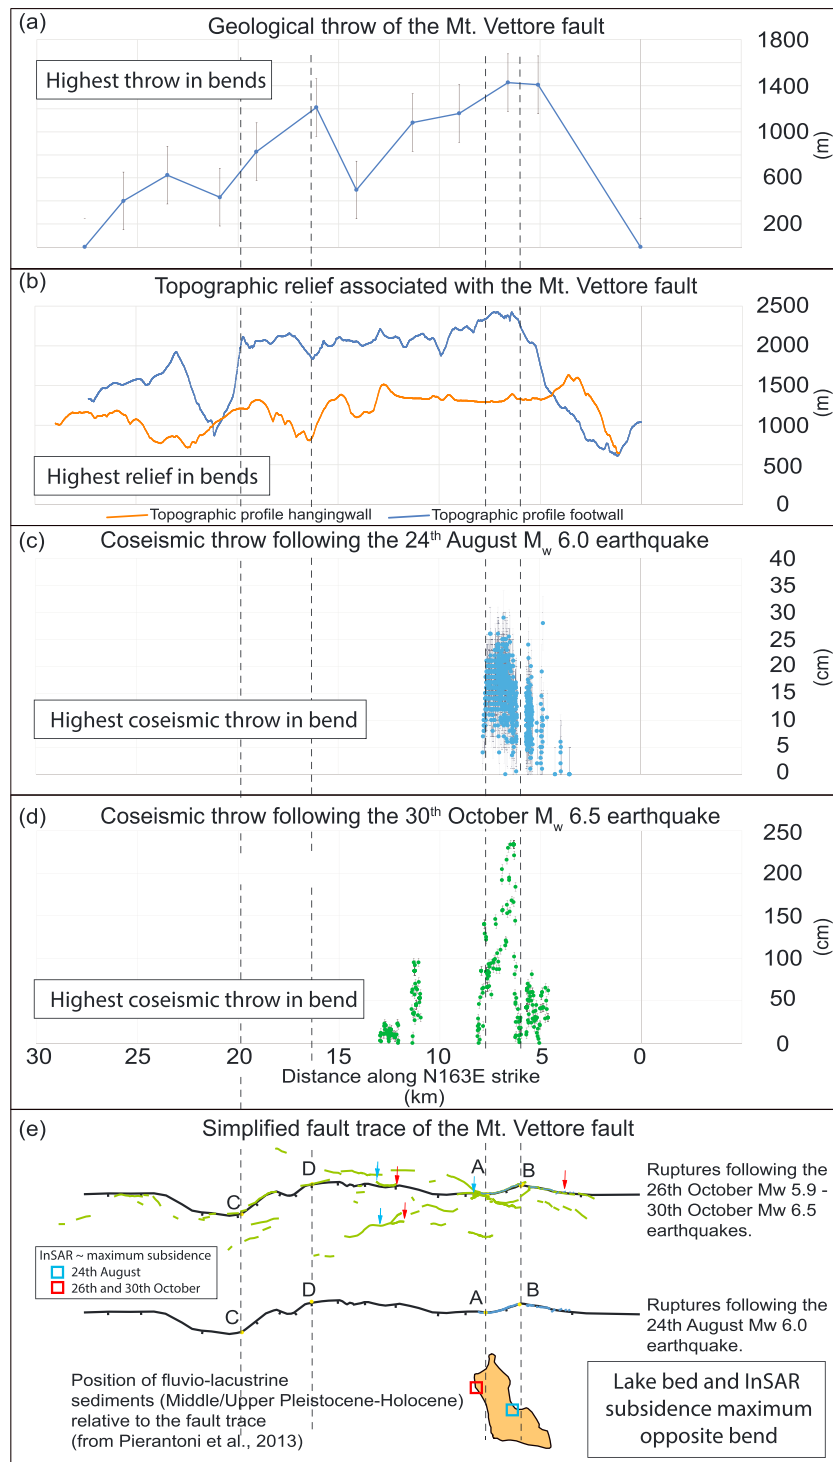 (a)
Geological throw of the Mt. Vettore fault
Highest throw in bends
1800
1400
1000
600
200
(m)
(b)
Topographic relief associated with the Mt. Vettore fault
2500
2000
1500
1000
500
0
(m)
Highest relief in bends
Topographic profile hangingwall
Topographic profile footwall
(c)
Coseismic throw following the 24th August Mw 6.0 earthquake
40
35
30
25
20
15
10
5
0
(cm)
Highest coseismic throw in bend
(d)
Coseismic throw following the 30th October Mw 6.5 earthquake
250
200
150
100
50
0
(cm)
Highest coseismic throw in bend
30 20 10 5 0
Distance along N163E strike
(km)
(e)
Simplified fault trace of the Mt. Vettore fault
C D A B
Ruptures following the
26th October Mw 5.9 -
30th October Mw 6.5
earthquakes.
InSAR ~ maximum subsidence
24th August
26th and 30th October
C D A B
Ruptures following the
24th August Mw 6.0
earthquake.
Position of fluvio-lacustrine
sediments (Middle/Upper Pleistocene-Holocene)
relative to the fault trace
(from Pierantoni et al., 2013)
Lake bed and InSAR
subsidence maximum
opposite bend